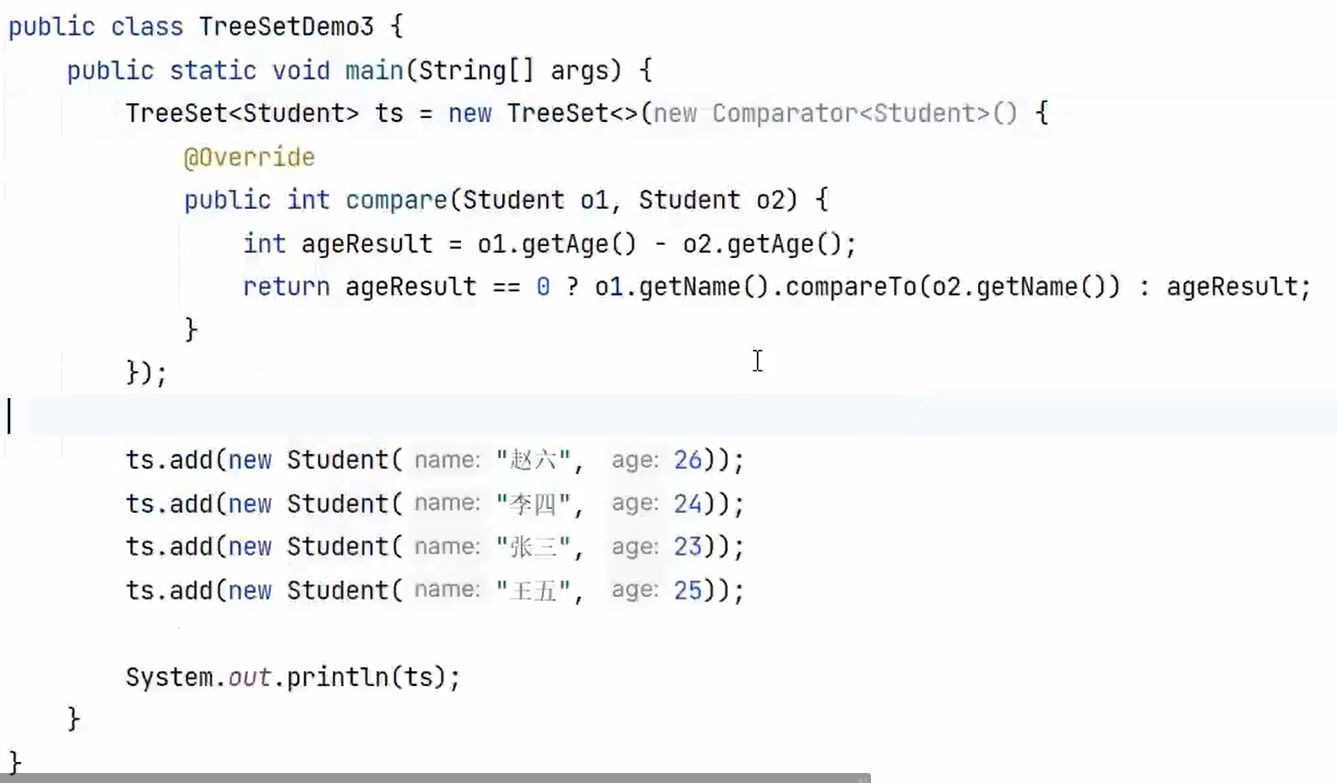 public class TreeSetDemo3 {
    public static void main(String[] args) {
        TreeSet<Student> ts = new TreeSet<>(new Comparator<Student>() {
            @Override
            public int compare(Student o1, Student o2) {
                int ageResult = o1.getAge() - o2.getAge();
                return ageResult == 0 ? o1.getName().compareTo(o2.getName()) : ageResult;
            }
        });
        ts.add(new Student( name: "赵六", age: 26));
        ts.add(new Student( name: "李四", age: 24));
        ts.add(new Student( name: "张三", age: 23));
        ts.add(new Student( name: "王五", age: 25));
        System.out.println(ts);
    }
}